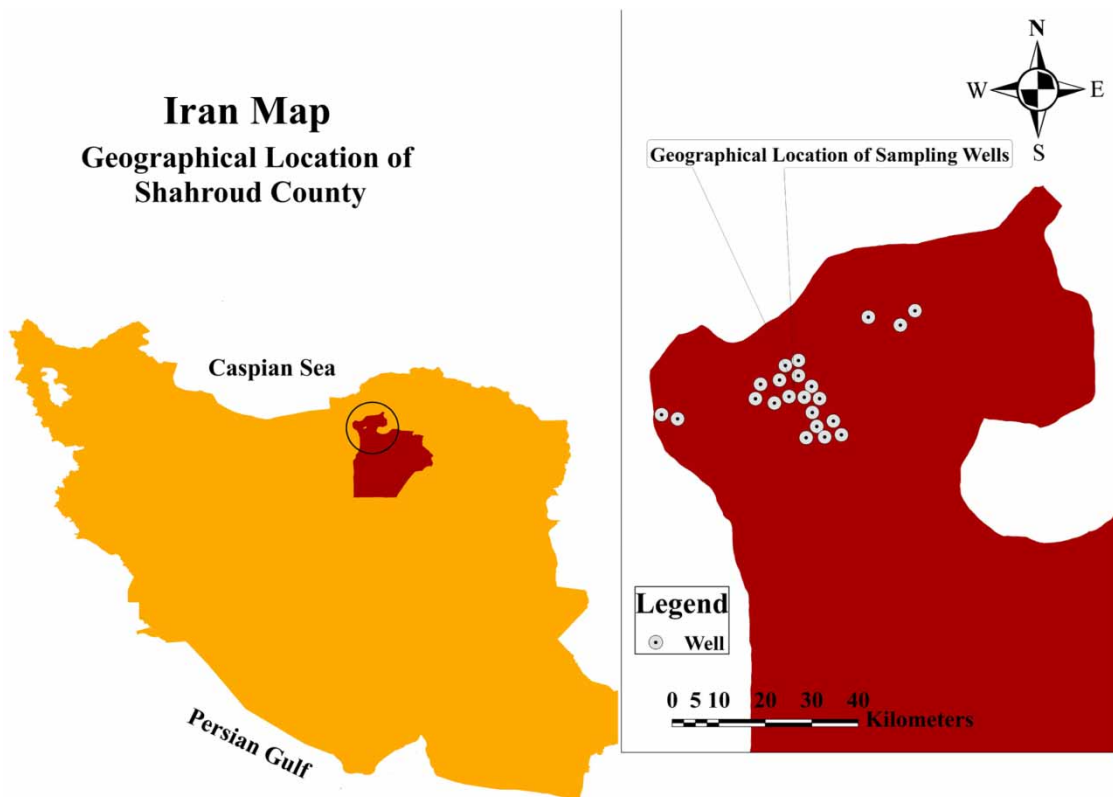 Iran Map
Geographical Location of
Shahroud County
Caspian Sea
Persian Gulf
N
W E
S
Geographical Location of Sampling Wells
Legend
Well
0 5 10 20 30 40
Kilometers